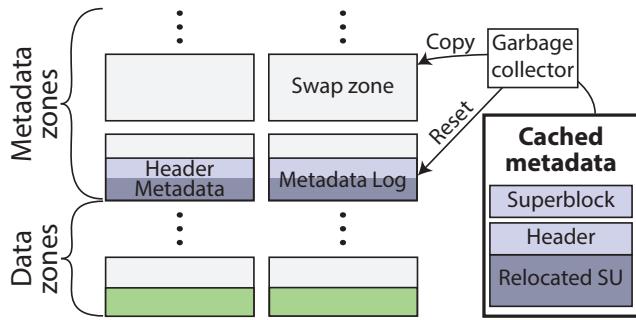 Metadata
zones
Swap zone
Header
Metadata
Metadata Log
Data
zones
Copy
Reset
Garbage
collector
Cached
metadata
Superblock
Header
Relocated SU